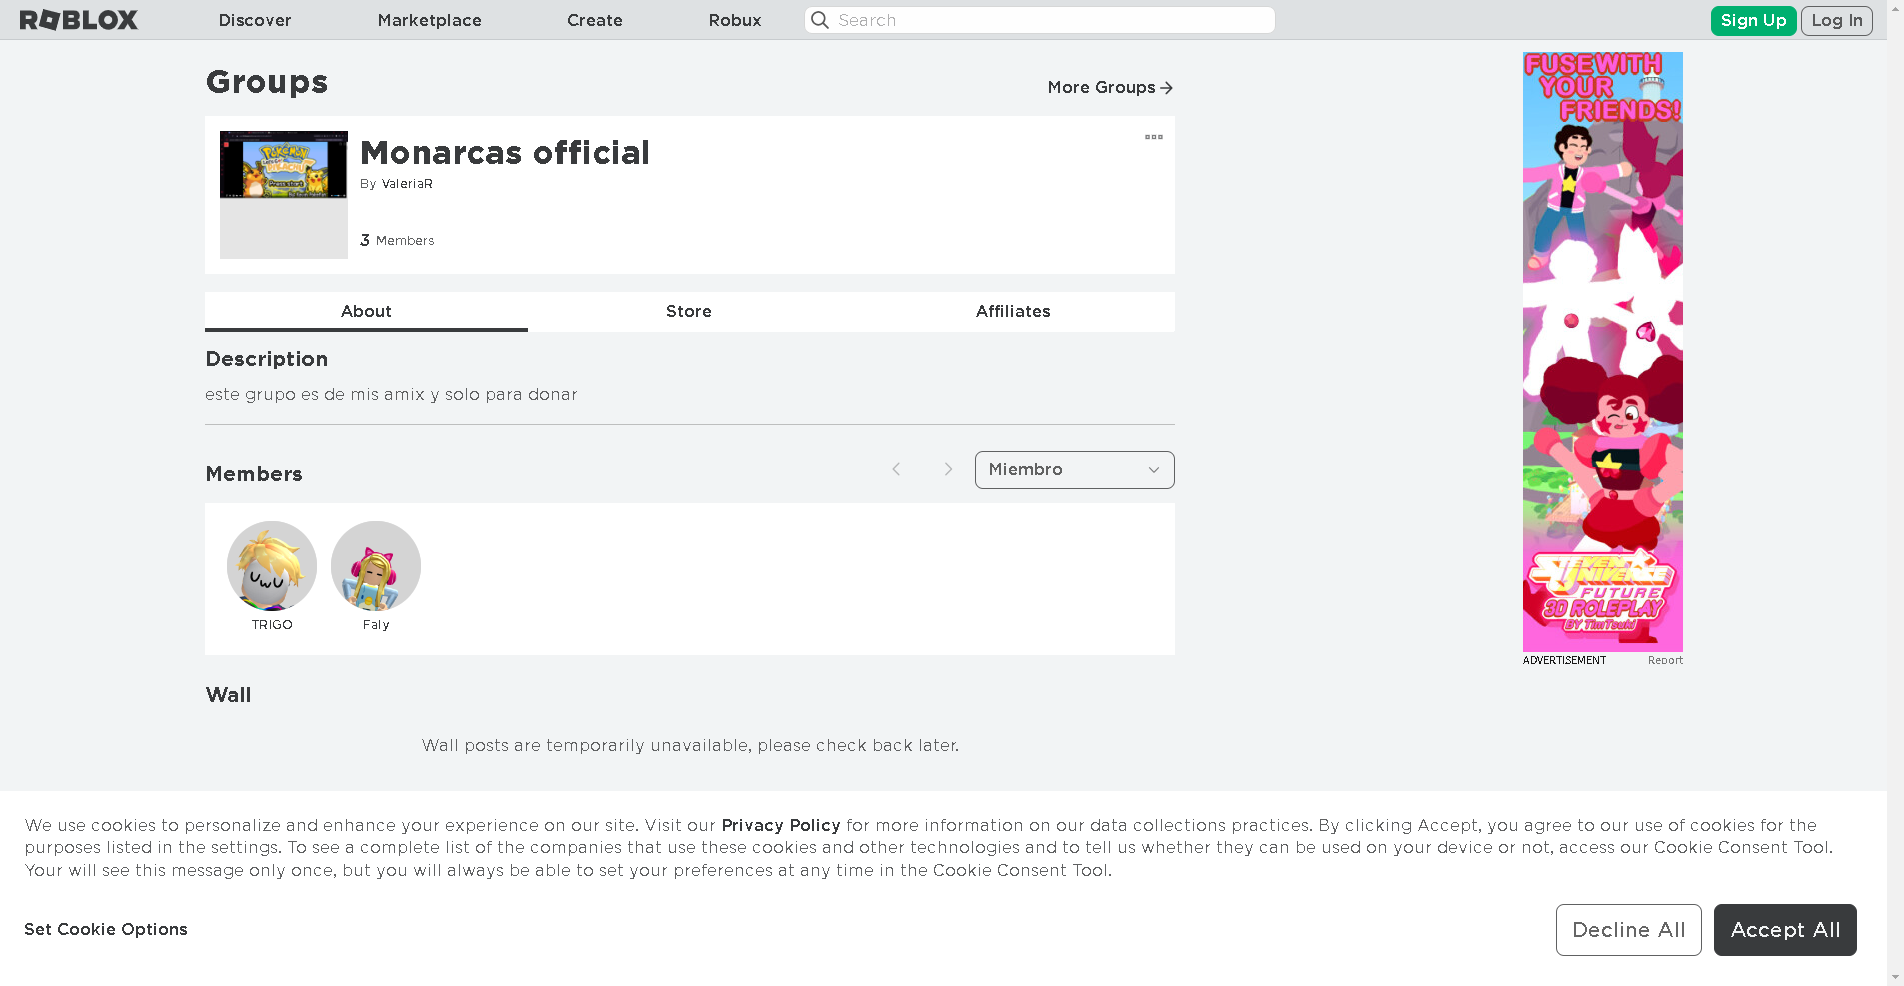 ROBLOX
Discover
Marketplace
Create
Robux
Search
Sign Up
Log In
Groups
More Groups
Monarcas official
By ValeriaR
3 Members
About
Store
Affiliates
Description
este grupo es de mis amix y solo para donar
Members
Miembro
TRIGO
Faly
Wall
Wall posts are temporarily unavailable, please check back later.
FUSE WITH
YOUR
FRIENDS!
STEVEN
UNIVERSE
FUTURE
3D ROLEPLAY
BY TimTsuki
ADVERTISEMENT
Report
We use cookies to personalize and enhance your experience on our site. Visit our Privacy Policy for more information on our data collections practices. By clicking Accept, you agree to our use of cookies for the
purposes listed in the settings. To see a complete list of the companies that use these cookies and other technologies and to tell us whether they can be used on your device or not, access our Cookie Consent Tool.
Your will see this message only once, but you will always be able to set your preferences at any time in the Cookie Consent Tool.
Set Cookie Options
Decline All
Accept All